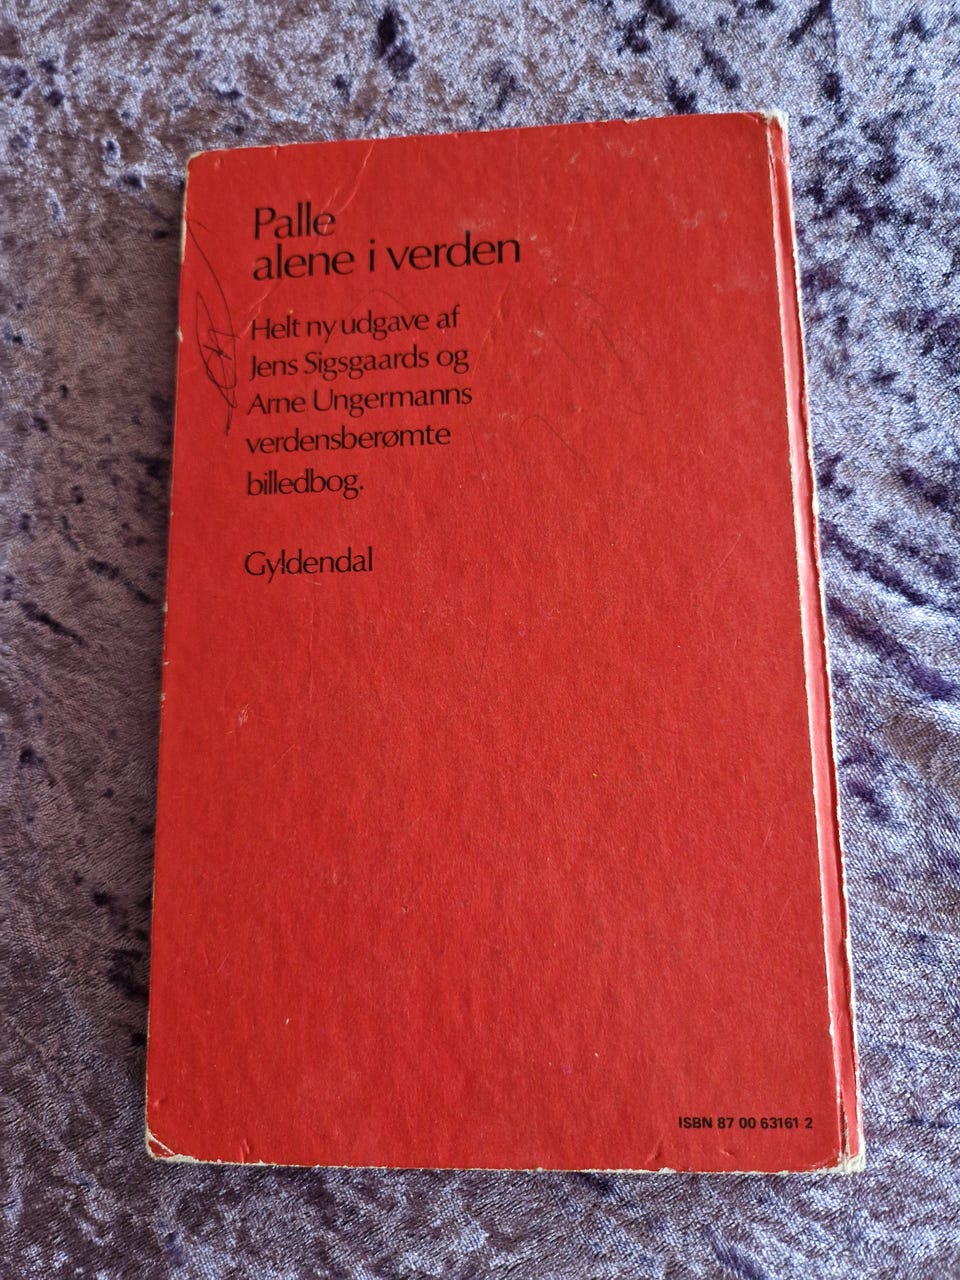 Palle
alene i verden
Helt ny udgave af
Jens Sigsgaards og
Arne Ungermanns
verdensberømte
billedbog.
Gyldendal
ISBN 87 00 63161 2